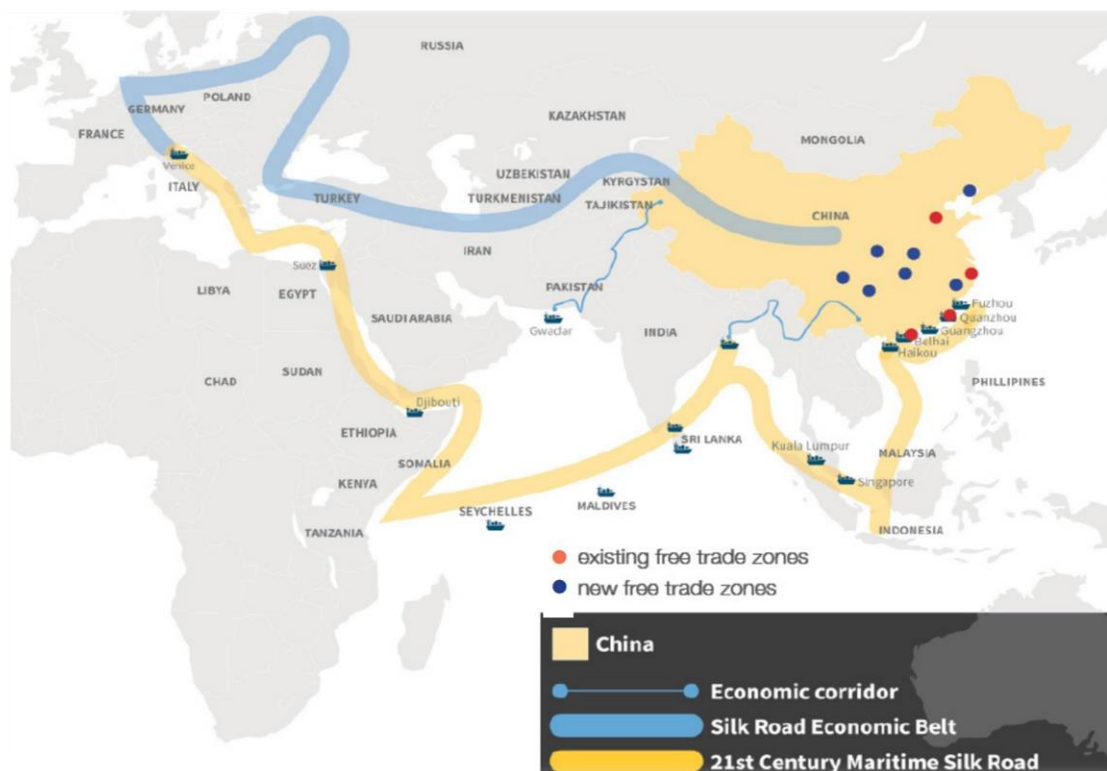 RUSSIA
POLAND
GERMANY
FRANCE
KAZAKHSTAN
MONGOLIA
Venice
ITALY
UZBEKISTAN
KYRGYSTAN
TURKEY
TURKMENISTAN
TAJIKISTAN
CHINA
IRAN
Suez
LIBYA
EGYPT
PAKISTAN
SAUDI ARABIA
Gwadar
INDIA
Fuzhou
Quanzhou
Guangzhou
Beihai
Haikou
CHAD
SUDAN
PHILLIPINES
Djibouti
ETHIOPIA
SRI LANKA
Kuala Lumpur
MALAYSIA
SONALIA
KENYA
Singapore
SEYCHELLES
MALDIVES
TANZANIA
INDONESIA
existing free trade zones
new free trade zones
China
Economic corridor
Silk Road Economic Belt
21st Century Maritime Silk Road